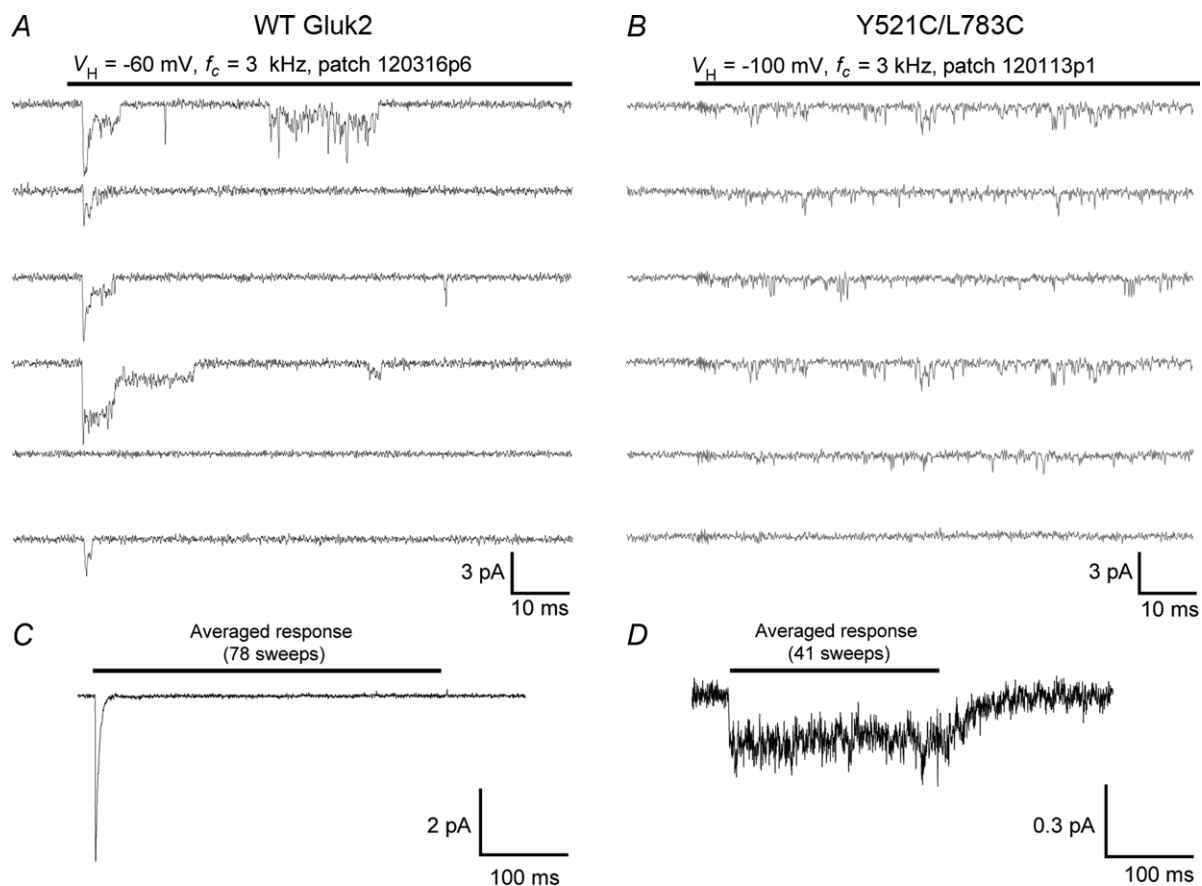 A
WT Gluk2
V_H = -60 mV, f_c = 3 kHz, patch 120316p6
3 pA
10 ms
B
Y521C/L783C
V_H = -100 mV, f_c = 3 kHz, patch 120113p1
3 pA
10 ms
C
Averaged response
(78 sweeps)
2 pA
100 ms
D
Averaged response
(41 sweeps)
0.3 pA
100 ms